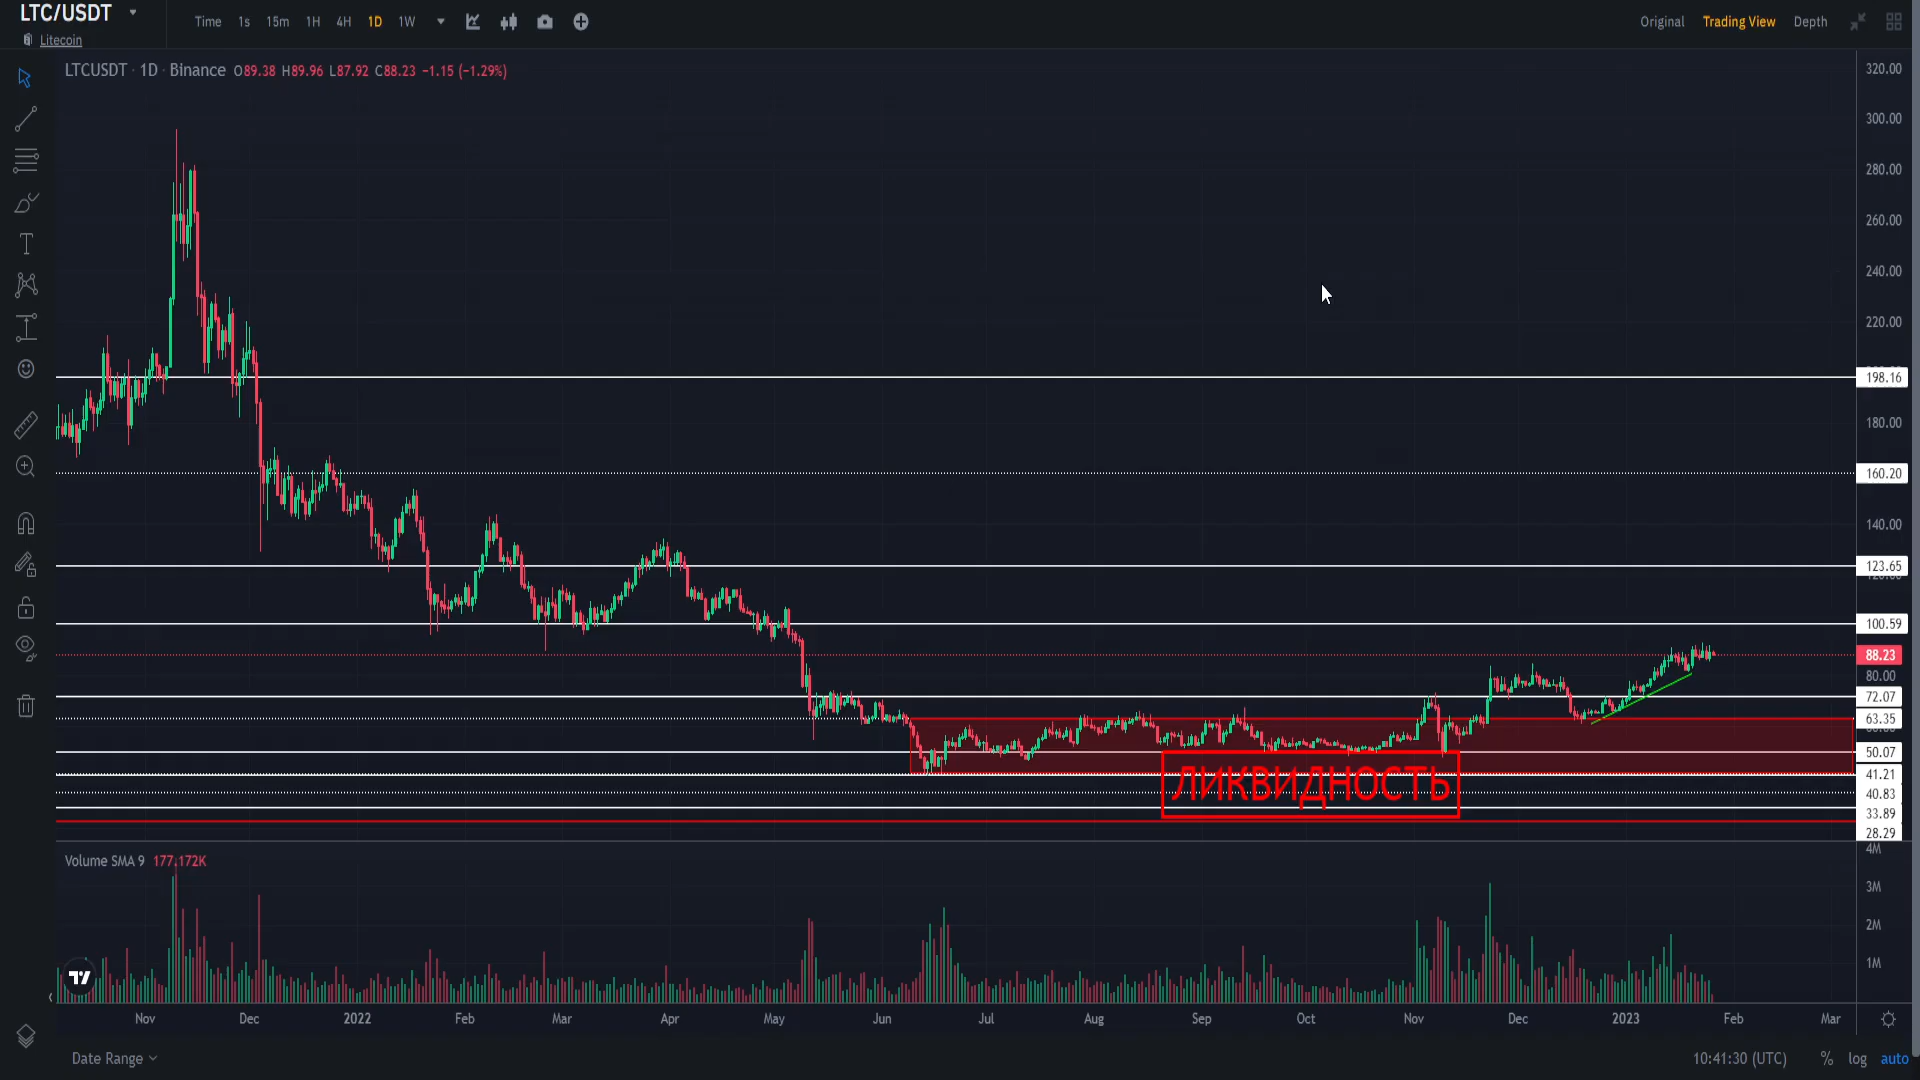 LTC/USDT
Litecoin
Time 1s 15m 1H 4H 1D 1W
Original Trading View Depth
LTCUSDT · 1D · Binance O89.38 H89.96 L87.92 C88.23 −1.15 (−1.29%)
320.00
300.00
280.00
260.00
240.00
220.00
198.16
180.00
160.20
140.00
123.65
100.59
88.23
80.00
72.07
63.35
50.07
41.21
40.83
33.89
28.29
ЛИКВИДНОСТЬ
Volume SMA 9 177.172K
4M
3M
2M
1M
Nov Dec 2022 Feb Mar Apr May Jun Jul Aug Sep Oct Nov Dec 2023 Feb Mar
Date Range
10:41:30 (UTC) % log auto